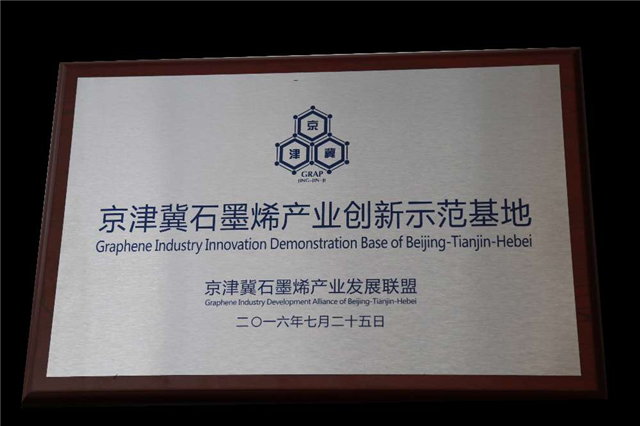 京
津 冀
GRAP
JING-JIN-JI
京津冀石墨烯产业创新示范基地
Graphene Industry Innovation Demonstration Base of Beijing-Tianjin-Hebei
京津冀石墨烯产业发展联盟
Graphene Industry Development Alliance of Beijing-Tianjin-Hebei
二〇一六年七月二十五日